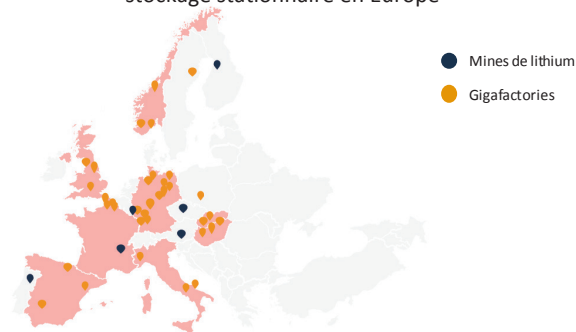 stockage stationnaire en Europe
Mines de lithium
Gigafactories